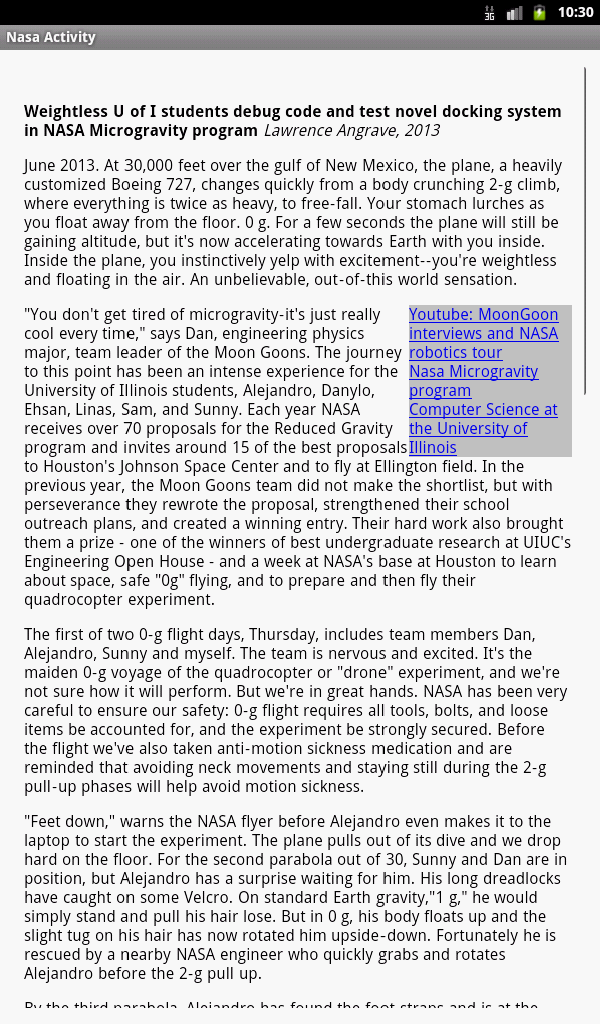 3G 10:30
Nasa Activity
Weightless U of I students debug code and test novel docking system
in NASA Microgravity program Lawrence Angrave, 2013
June 2013. At 30,000 feet over the gulf of New Mexico, the plane, a heavily
customized Boeing 727, changes quickly from a body crunching 2-g climb,
where everything is twice as heavy, to free-fall. Your stomach lurches as
you float away from the floor. 0 g. For a few seconds the plane will still be
gaining altitude, but it's now accelerating towards Earth with you inside.
Inside the plane, you instinctively yelp with excitement--you're weightless
and floating in the air. An unbelievable, out-of-this world sensation.
"You don't get tired of microgravity-it's just really
cool every time," says Dan, engineering physics
major, team leader of the Moon Goons. The journey
to this point has been an intense experience for the
University of Illinois students, Alejandro, Danylo,
Ehsan, Linas, Sam, and Sunny. Each year NASA
receives over 70 proposals for the Reduced Gravity
program and invites around 15 of the best proposals
Youtube: MoonGoon
interviews and NASA
robotics tour
Nasa Microgravity
program
Computer Science at
the University of
Illinois
to Houston's Johnson Space Center and to fly at Ellington field. In the
previous year, the Moon Goons team did not make the shortlist, but with
perseverance they rewrote the proposal, strengthened their school
outreach plans, and created a winning entry. Their hard work also brought
them a prize - one of the winners of best undergraduate research at UIUC's
Engineering Open House - and a week at NASA's base at Houston to learn
about space, safe "0g" flying, and to prepare and then fly their
quadrocopter experiment.
The first of two 0-g flight days, Thursday, includes team members Dan,
Alejandro, Sunny and myself. The team is nervous and excited. It's the
maiden 0-g voyage of the quadrocopter or "drone" experiment, and we're
not sure how it will perform. But we're in great hands. NASA has been very
careful to ensure our safety: 0-g flight requires all tools, bolts, and loose
items be accounted for, and the experiment be strongly secured. Before
the flight we've also taken anti-motion sickness medication and are
reminded that avoiding neck movements and staying still during the 2-g
pull-up phases will help avoid motion sickness.
"Feet down," warns the NASA flyer before Alejandro even makes it to the
laptop to start the experiment. The plane pulls out of its dive and we drop
hard on the floor. For the second parabola out of 30, Sunny and Dan are in
position, but Alejandro has a surprise waiting for him. His long dreadlocks
have caught on some Velcro. On standard Earth gravity,"1 g," he would
simply stand and pull his hair lose. But in 0 g, his body floats up and the
slight tug on his hair has now rotated him upside-down. Fortunately he is
rescued by a nearby NASA engineer who quickly grabs and rotates
Alejandro before the 2-g pull up.
By the third parabola, Alejandro has found the foot straps and is at the